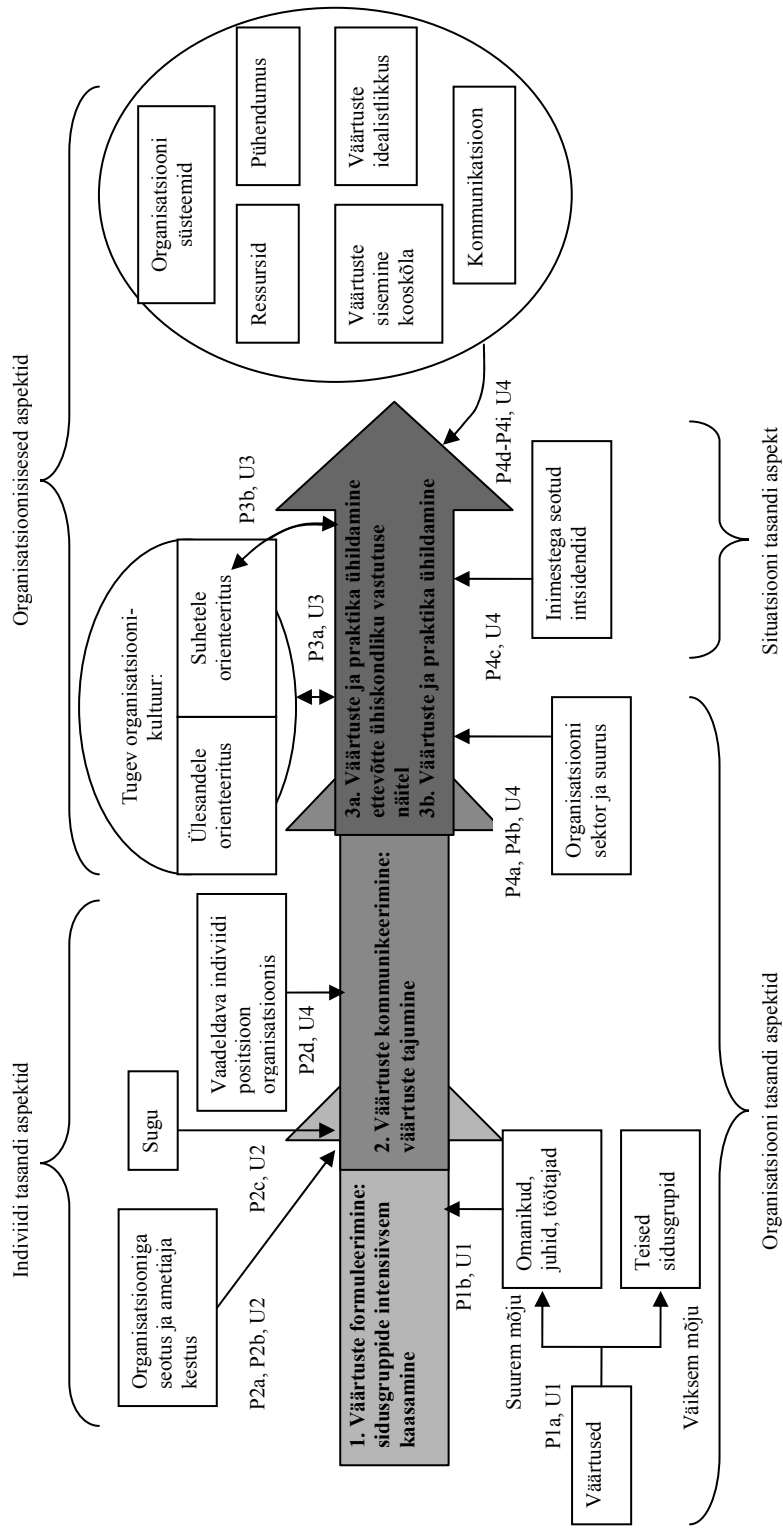 Indiviidi tasandi aspektid
Organisatsioonisisesed aspektid
Organisatsiooniga
seotus ja ametiaja
kestus
P2a, P2b, U2
Sugu
P2c, U2
Vaadeldava indiviidi
positsioon
organisatsioonis
P2d, U4
Tugev organisatsiooni-
kultuur:
Ülesandele
orienteeritus
Suhetele
orienteeritus
P3a, U3
P3b, U3
Organisatsiooni
süsteemid
Ressursid
Pühendumus
Väärtuste
sisemine
kooskõla
Väärtuste
idealistlikkus
Kommunikatsioon
P4d-P4i, U4
1. Väärtuste formuleerimine:
sidusgruppide intensiivsem
kaasamine
2. Väärtuste kommunikeerimine:
väärtuste tajumine
3a. Väärtuste ja praktika ühildamine
ettevõtte ühiskondliku vastutuse
näitel
3b. Väärtuste ja praktika ühildamine
P1b, U1
P1a, U1
Väärtused
Suurem mõju
Väiksem mõju
Omanikud,
juhid, töötajad
Teised
sidusgrupid
P4a, P4b, U4
Organisatsiooni
sektor ja suurus
P4c, U4
Inimestega seotud
intsidendid
Organisatsiooni tasandi aspektid
Situatsiooni tasandi aspekt